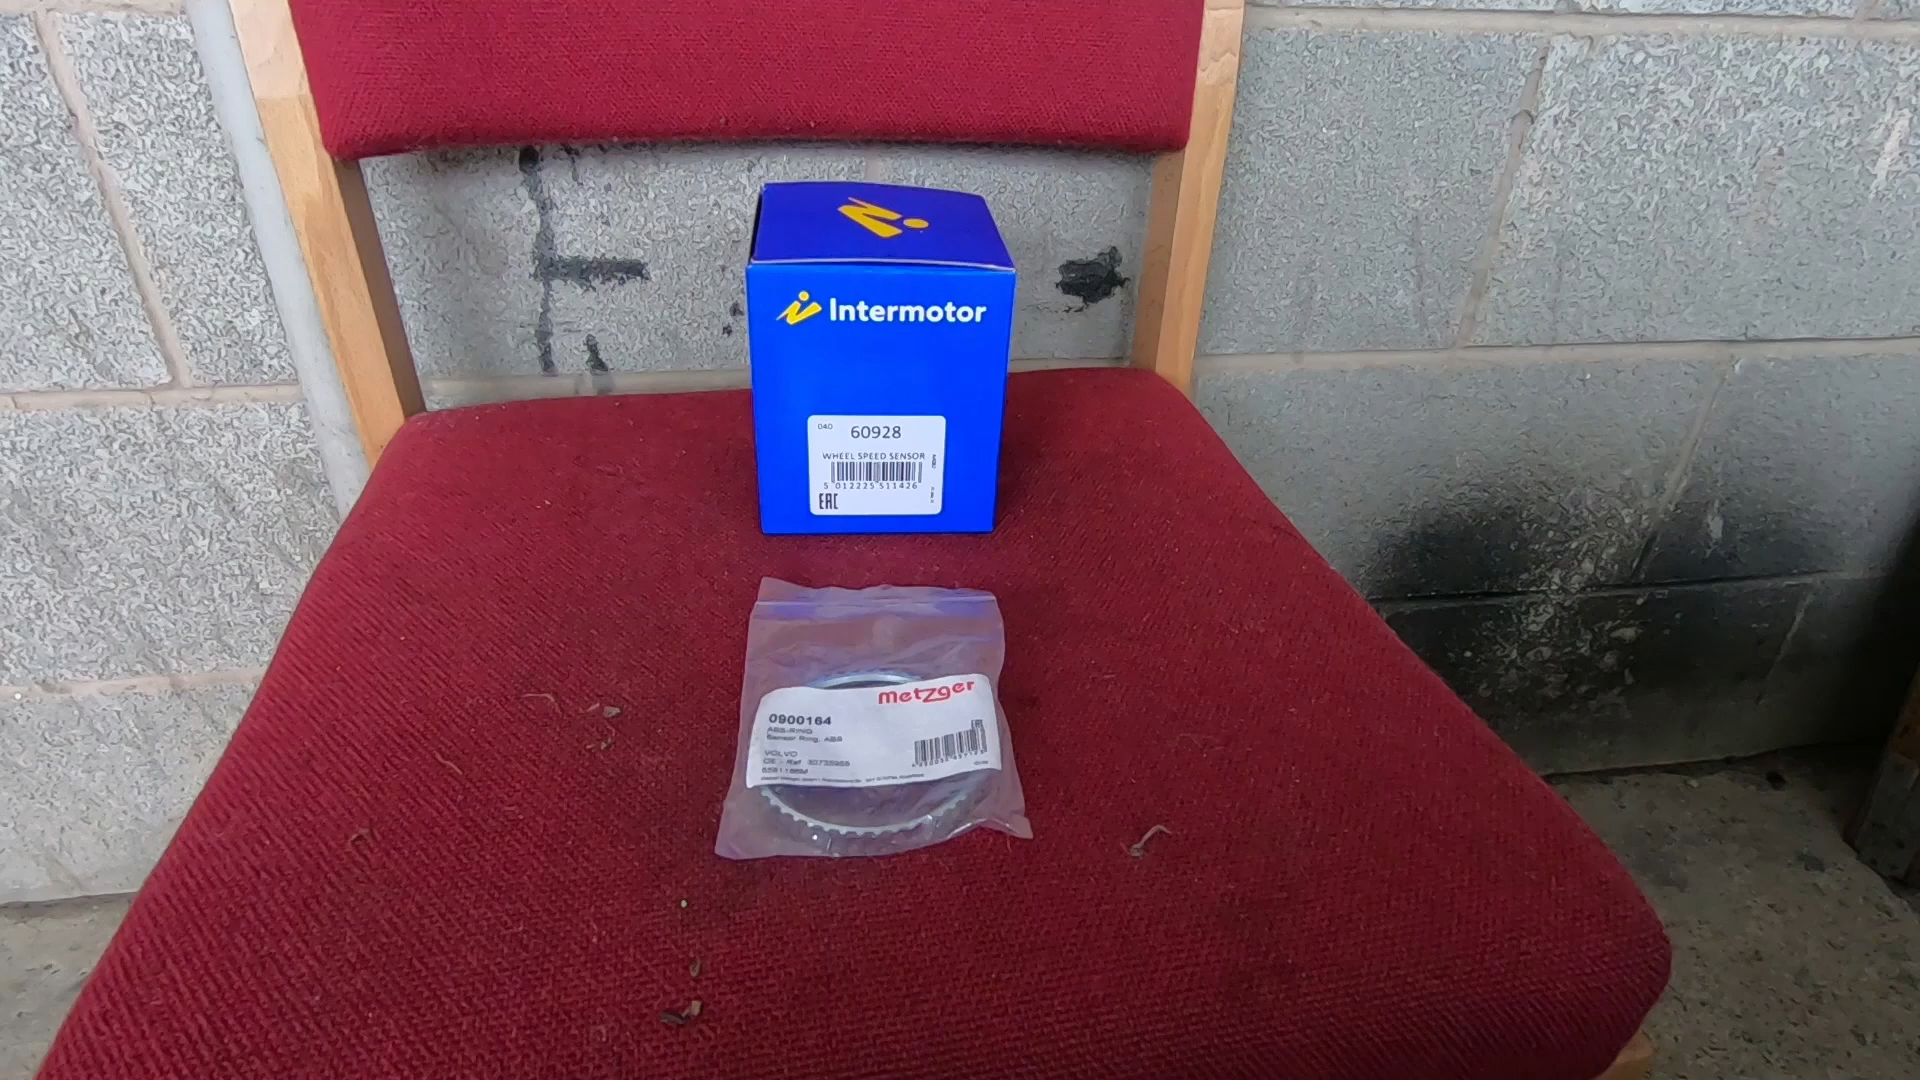 Intermotor
040 60928
WHEEL SPEED SENSOR
5 012225 511426
EAC
metzger
0900164
ABS-RING
Sensor Ring, ABS
VOLVO
OE - Ref 30735955
EAC